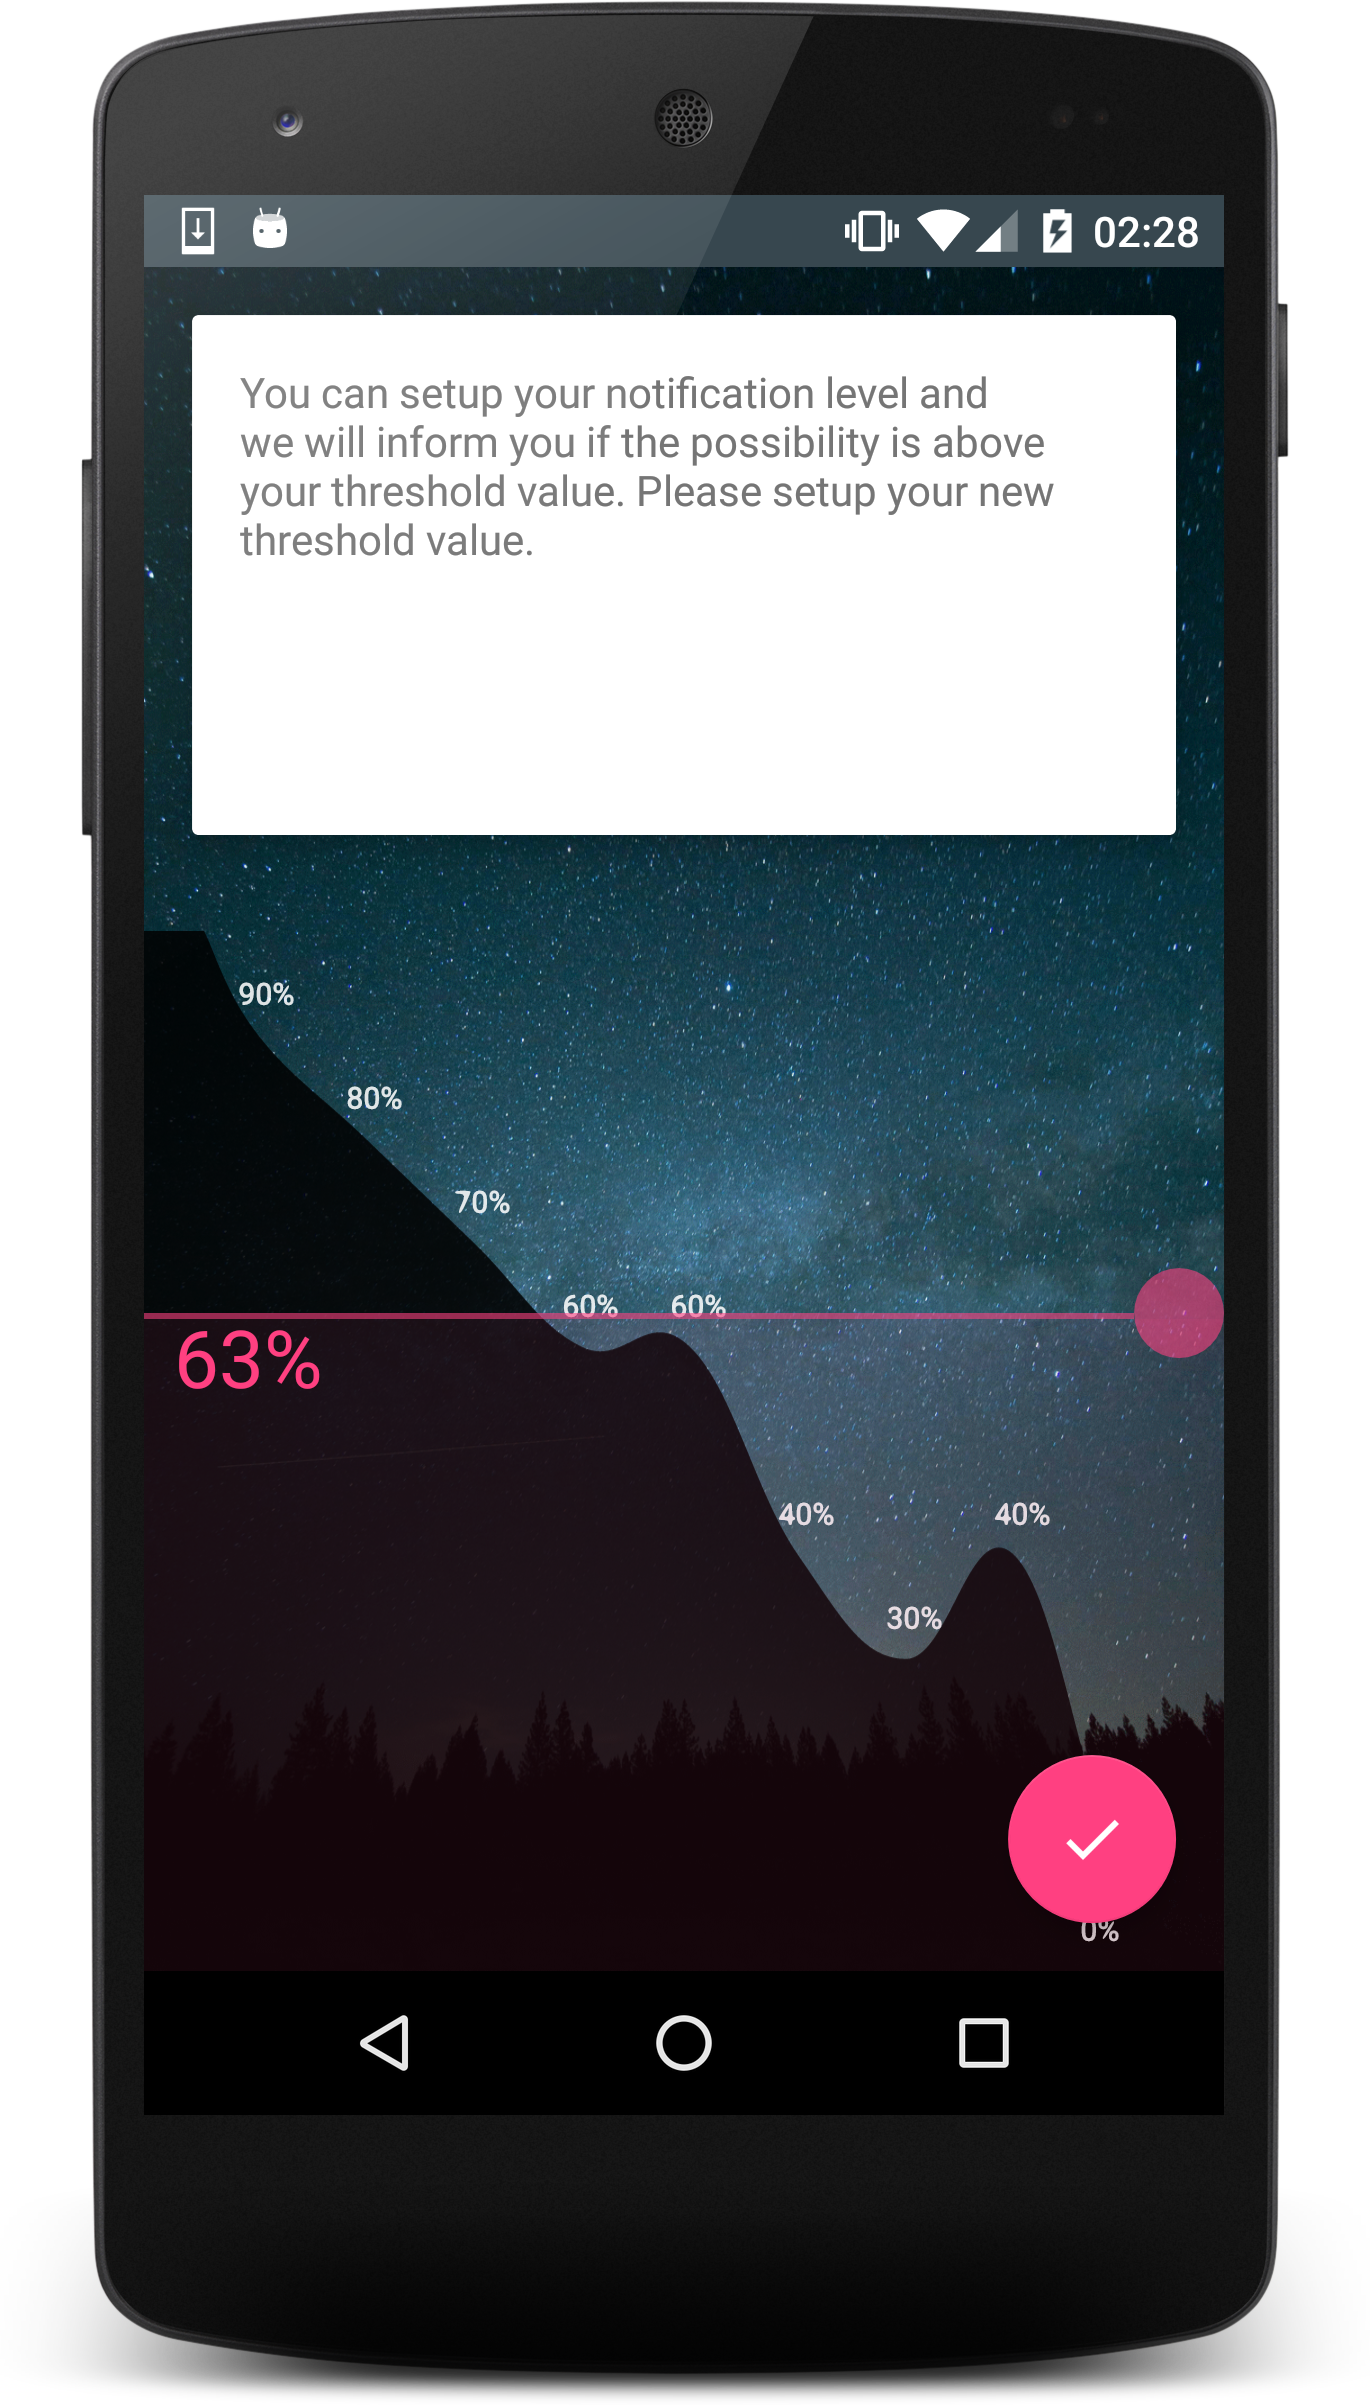 02:28
You can setup your notification level and
we will inform you if the possibility is above
your threshold value. Please setup your new
threshold value.
90%
80%
70%
60% 60%
63%
40% 40%
30%
0%